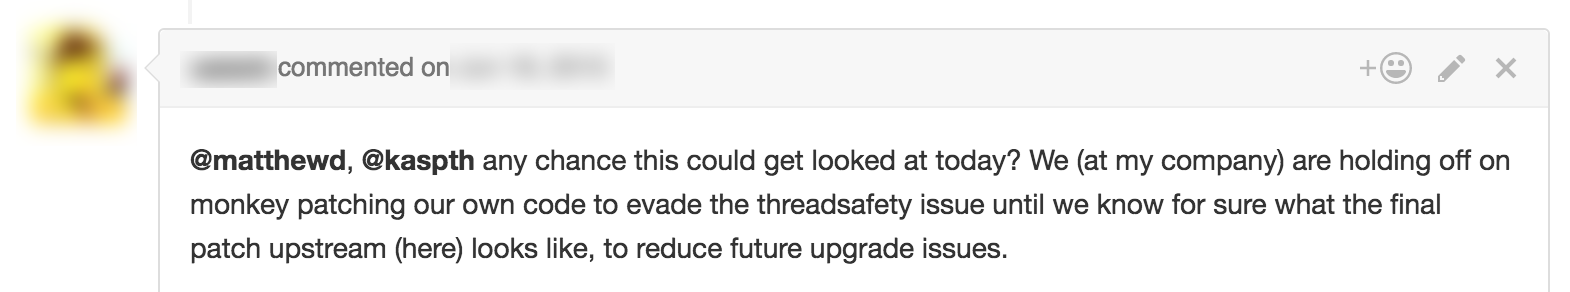 commented on
@matthewd, @kaspth any chance this could get looked at today? We (at my company) are holding off on
monkey patching our own code to evade the threadsafety issue until we know for sure what the final
patch upstream (here) looks like, to reduce future upgrade issues.